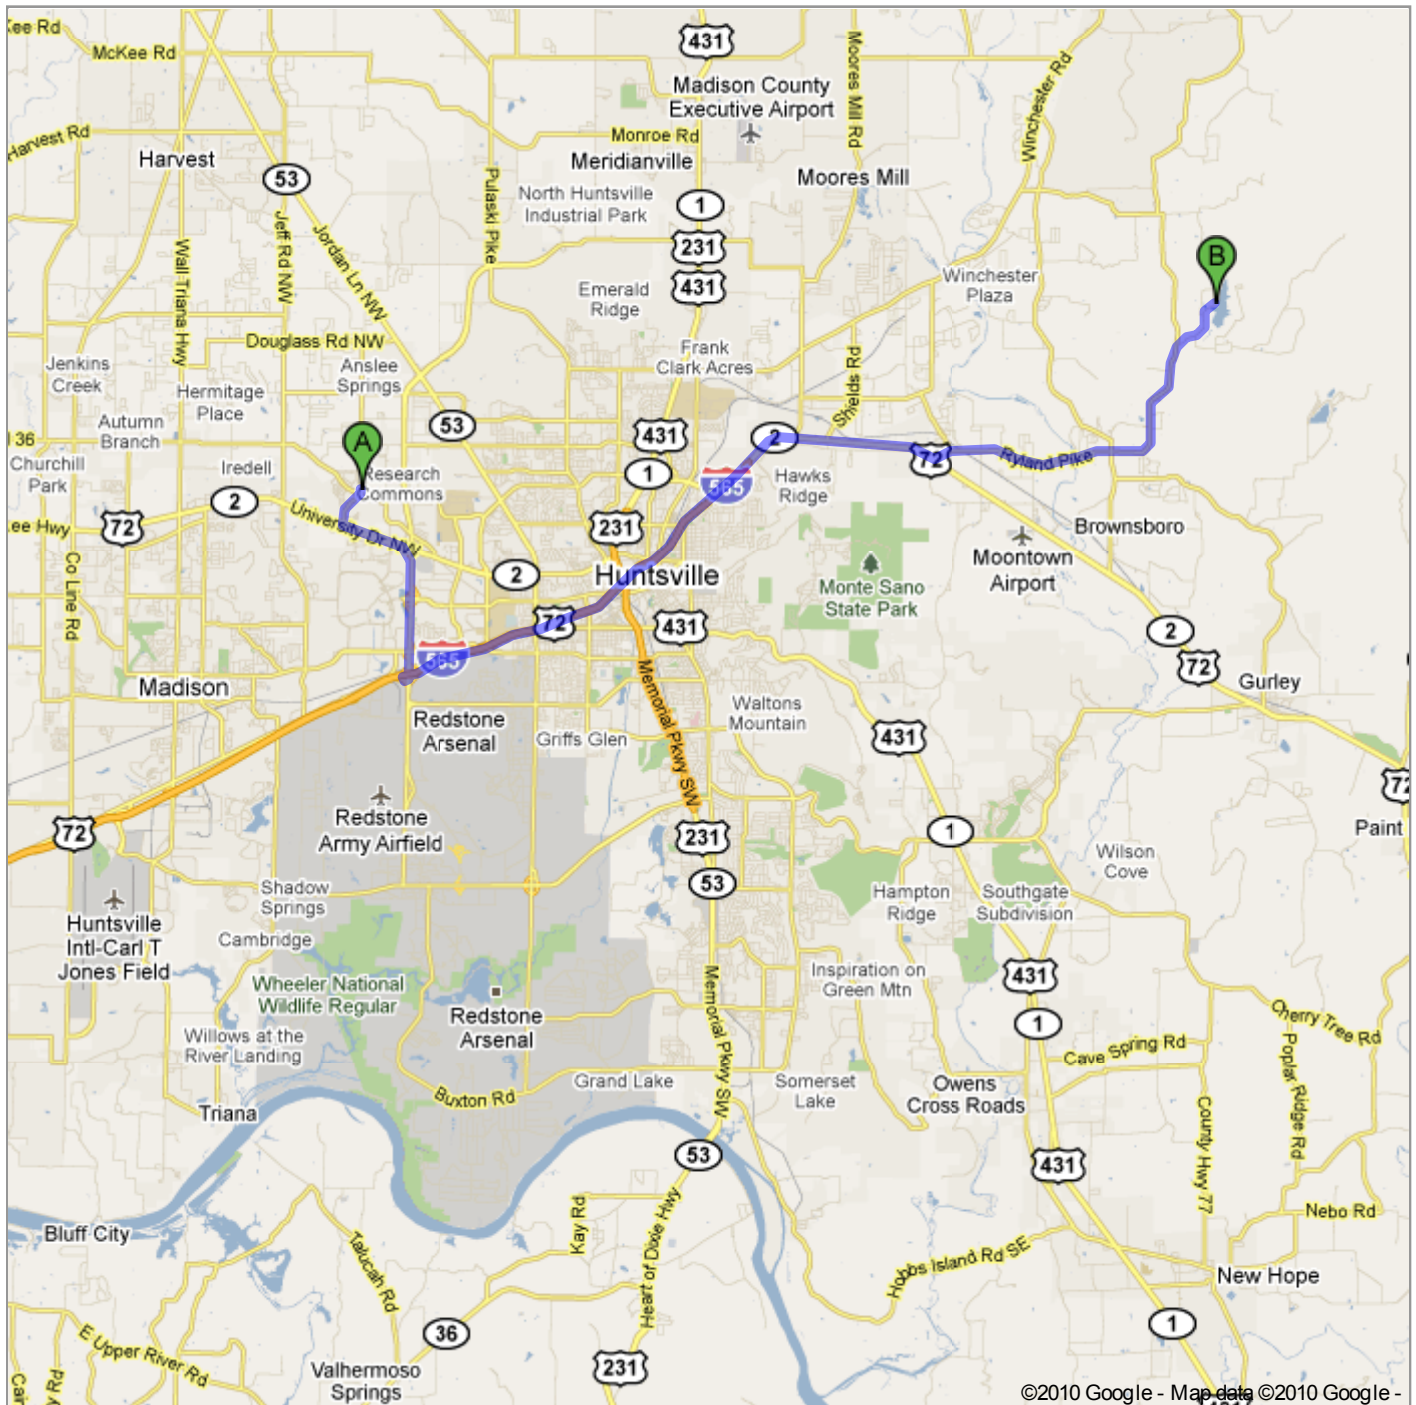 Kee Rd
McKee Rd
431
Madison County
Executive Airport
Moores Mill Rd
Winchester Rd
Harvest Rd
Harvest
Monroe Rd
Meridianville
Moores Mill
53
Pulaski Pike
North Huntsville
Industrial Park
1
231
431
Jeff Rd NW
Jordan Ln NW
Wall Triana Hwy
Winchester
Plaza
B
Emerald
Ridge
Douglass Rd NW
Frank
Clark Acres
Shields Rd
Jenkins
Creek
Anslee
Springs
Hermitage
Place
Autumn
Branch
53
431
2
A
36
Churchill
Park
Iredell
Research
Commons
1
565
Hawks
Ridge
72
Ryland Pike
2
72
Lee Hwy
University Dr NW
231
Brownsboro
Moontown
Airport
2
Huntsville
Monte Sano
State Park
Co Line Rd
72
431
2
72
565
Madison
Gurley
Redstone
Arsenal
Griffs Glen
Memorial Pkwy SW
Waltons
Mountain
431
72
Redstone
Army Airfield
72
231
1
Paint
Wilson
Cove
53
Shadow
Springs
Hampton
Ridge
Southgate
Subdivision
Huntsville
Intl-Carl T
Jones Field
Cambridge
Wheeler National
Wildlife Regular
Redstone
Arsenal
Memorial Pkwy SW
Inspiration on
Green Mtn
431
1
Cherry Tree Rd
Willows at the
River Landing
Cave Spring Rd
Poplar Ridge Rd
Grand Lake
Somerset
Lake
Owens
Cross Roads
Buxton Rd
Triana
County Hwy 77
53
431
Bluff City
Kay Rd
Heart of Dixie Hwy
Nebo Rd
Talucah Rd
Hobbs Island Rd SE
New Hope
36
1
E Upper River Rd
231
Valhermoso
Springs
©2010 Google - Map data ©2010 Google -